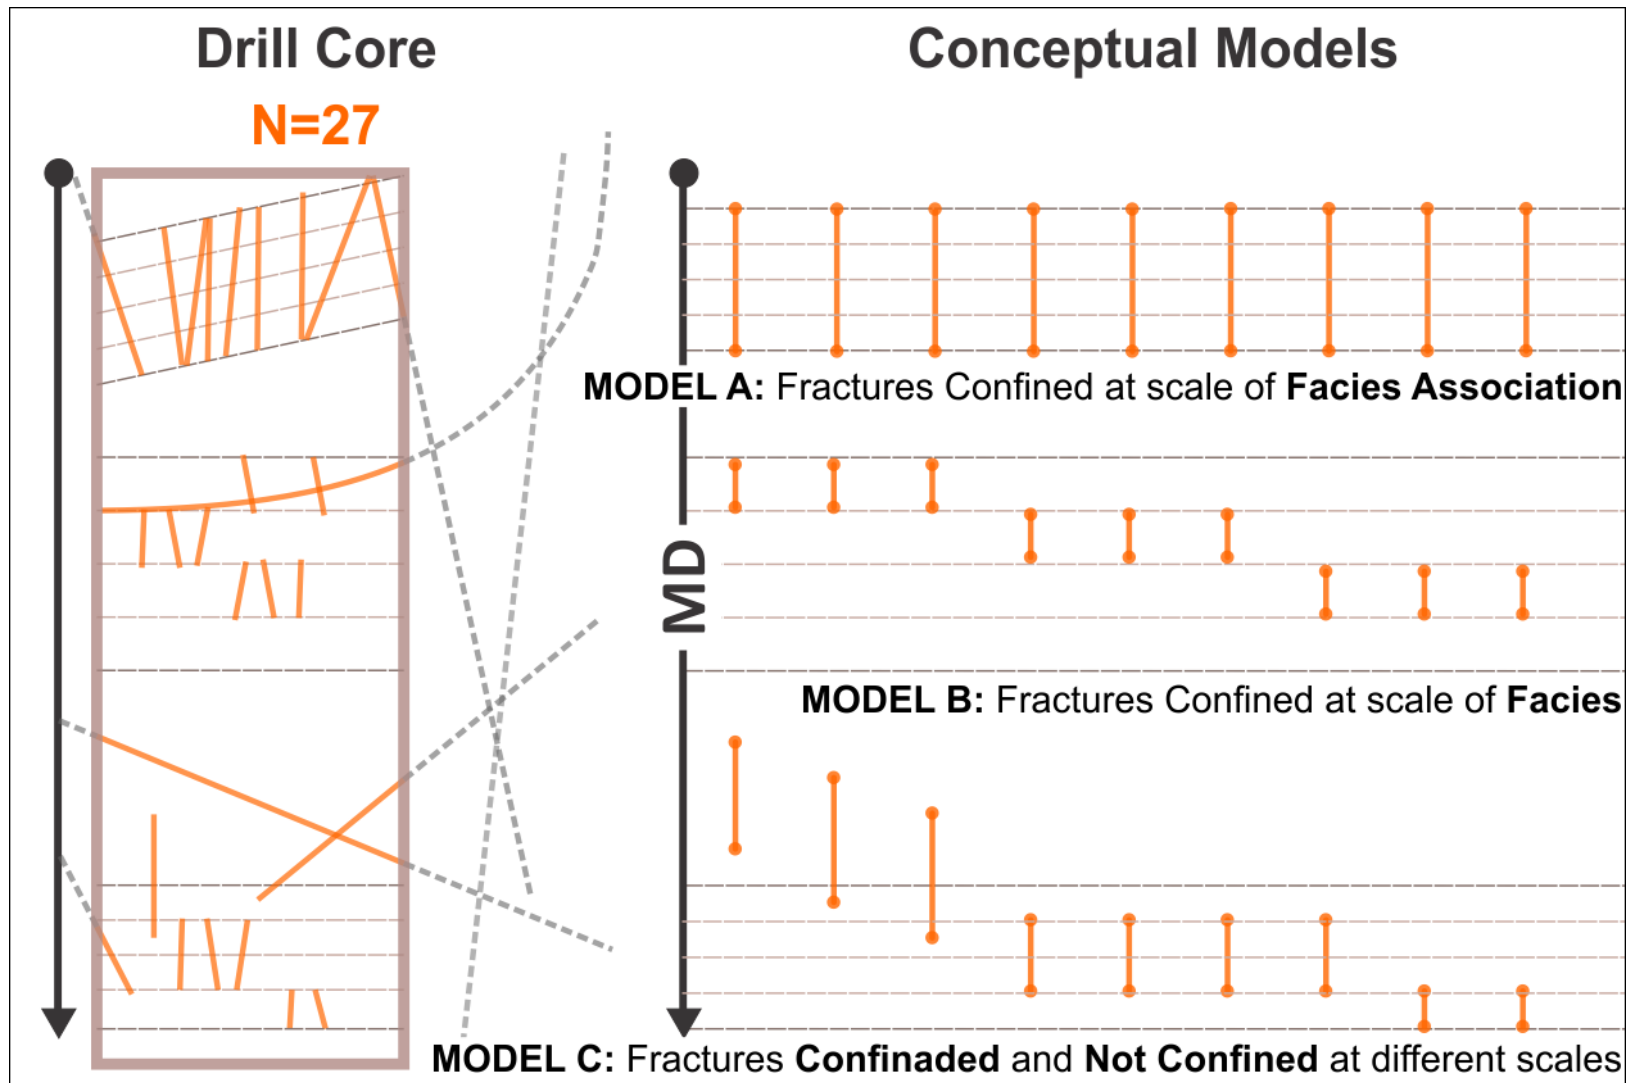 Drill Core
Conceptual Models
N=27
MODEL A: Fractures Confined at scale of Facies Association
MD
MODEL B: Fractures Confined at scale of Facies
MODEL C: Fractures Confinaded and Not Confined at different scales